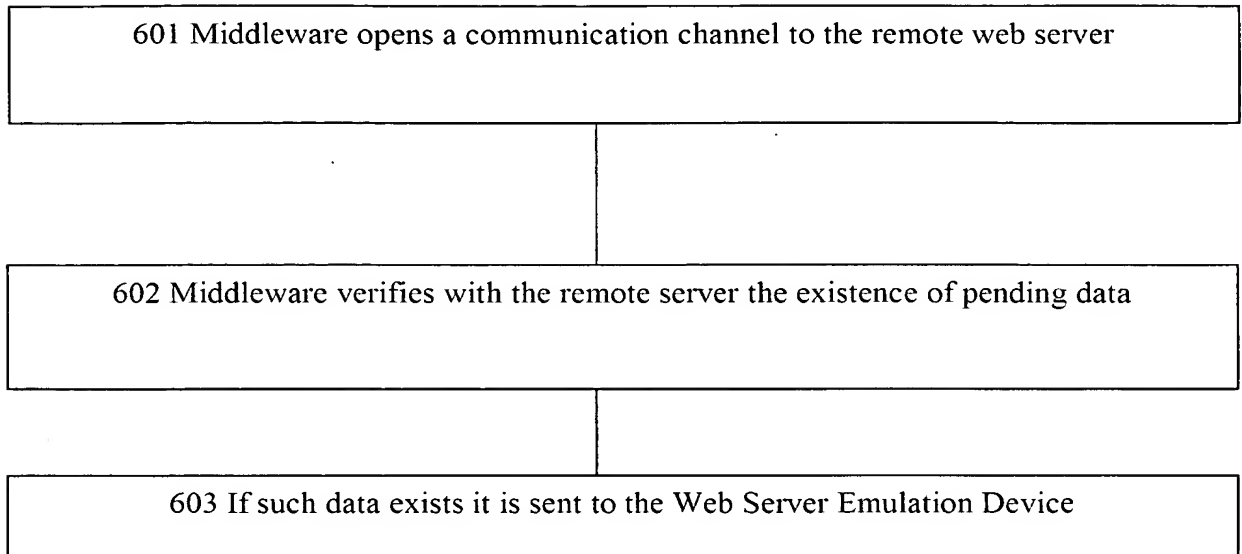 601 Middleware opens a communication channel to the remote web server
602 Middleware verifies with the remote server the existence of pending data
603 If such data exists it is sent to the Web Server Emulation Device